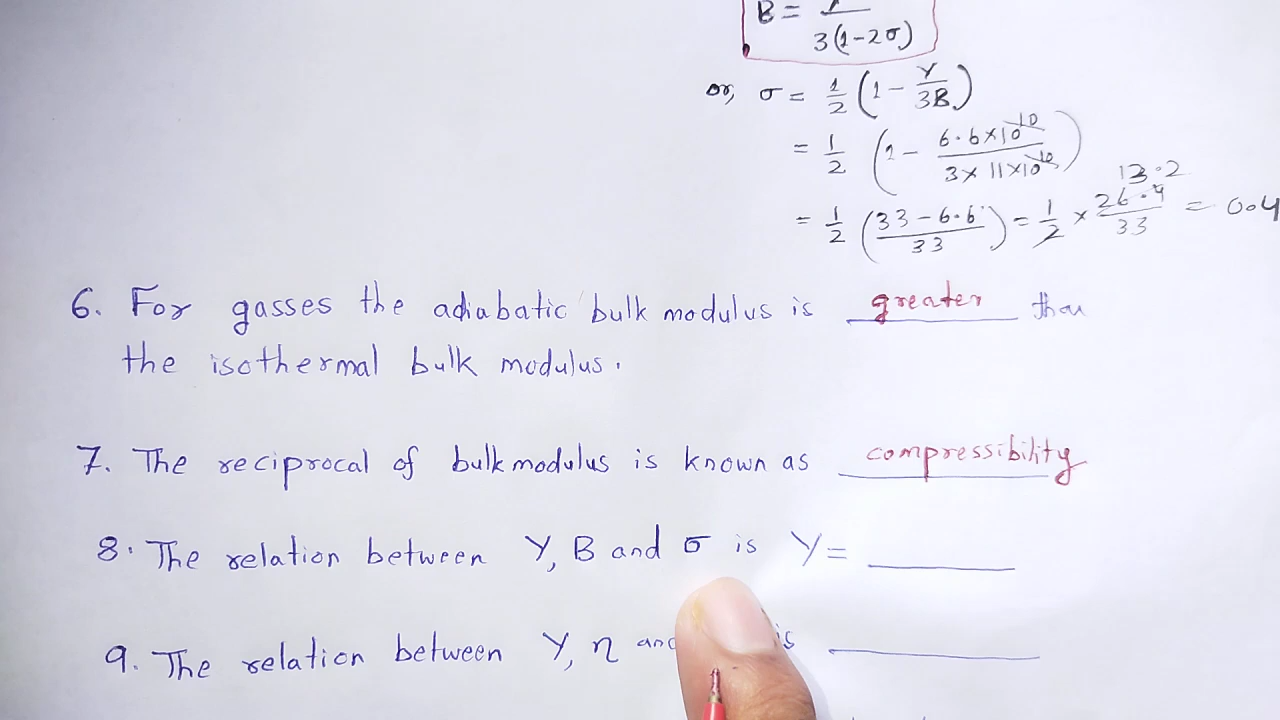 B = 
3(1-2σ)
or, σ = 1/2 (1 - Y/3B)
= 1/2 (1 - 6.6×10^10 / 3×11×10^10)
= 1/2 (33-6.6 / 33) = 1/2 × 26.4/33 = 0.4
13.2
6. For gasses the adiabatic bulk modulus is greater than
the isothermal bulk modulus.
7. The reciprocal of bulk modulus is known as compressibility
8. The relation between Y, B and σ is Y = ______
9. The relation between Y, η and is ______